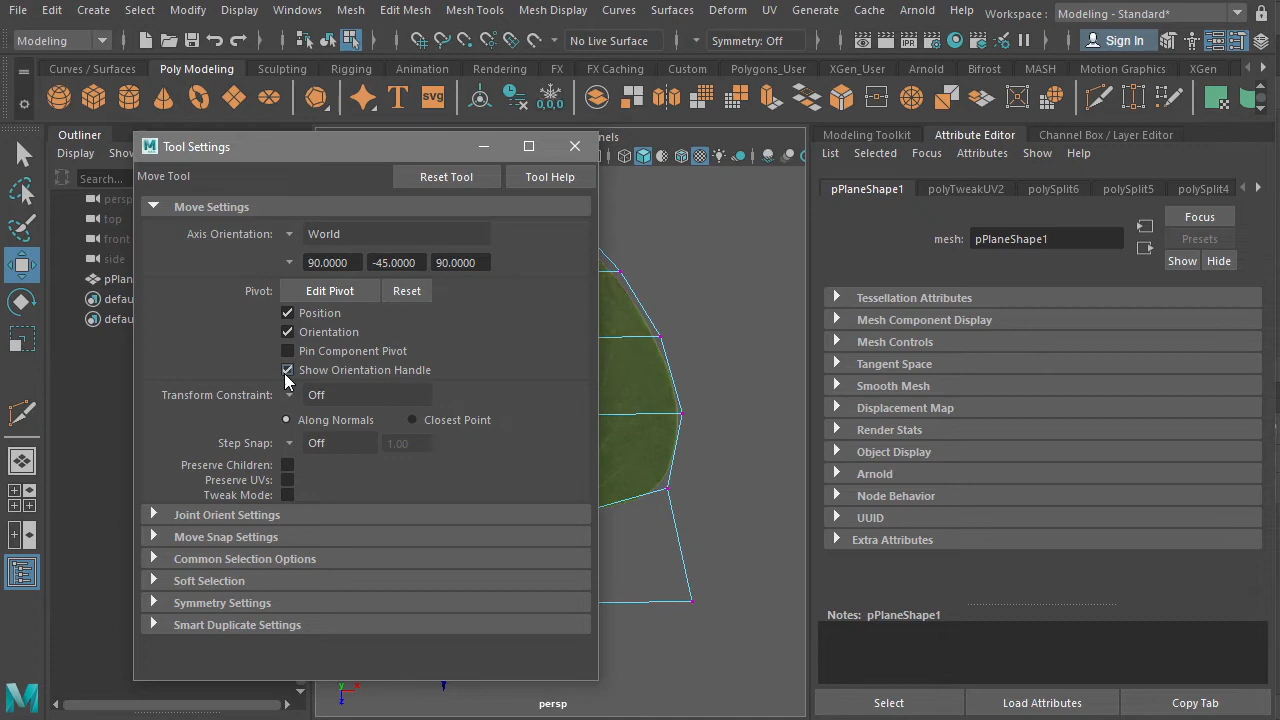 File Edit Create Select Modify Display Windows Mesh Edit Mesh Mesh Tools Mesh Display Curves Surfaces Deform UV Generate Cache Arnold Help Workspace : Modeling - Standard*
Modeling No Live Surface Symmetry: Off Sign In
Curves / Surfaces Poly Modeling Sculpting Rigging Animation Rendering FX FX Caching Custom Polygons_User XGen_User Arnold Bifrost MASH Motion Graphics XGen
T SVG 0,0,0
Outliner
Display Show
Search...
persp
top
front
side
pPlan
defau
defau
Tool Settings
Move Tool Reset Tool Tool Help
Move Settings
Axis Orientation: World
90.0000 -45.0000 90.0000
Pivot: Edit Pivot Reset
Position
Orientation
Pin Component Pivot
Show Orientation Handle
Transform Constraint: Off
Along Normals Closest Point
Step Snap: Off 1.00
Preserve Children:
Preserve UVs:
Tweak Mode:
Joint Orient Settings
Move Snap Settings
Common Selection Options
Soft Selection
Symmetry Settings
Smart Duplicate Settings
nels
y x
z
persp
Modeling Toolkit Attribute Editor Channel Box / Layer Editor
List Selected Focus Attributes Show Help
pPlaneShape1 polyTweakUV2 polySplit6 polySplit5 polySplit4
Focus
mesh: pPlaneShape1 Presets
Show Hide
Tessellation Attributes
Mesh Component Display
Mesh Controls
Tangent Space
Smooth Mesh
Displacement Map
Render Stats
Object Display
Arnold
Node Behavior
UUID
Extra Attributes
Notes: pPlaneShape1
Select Load Attributes Copy Tab